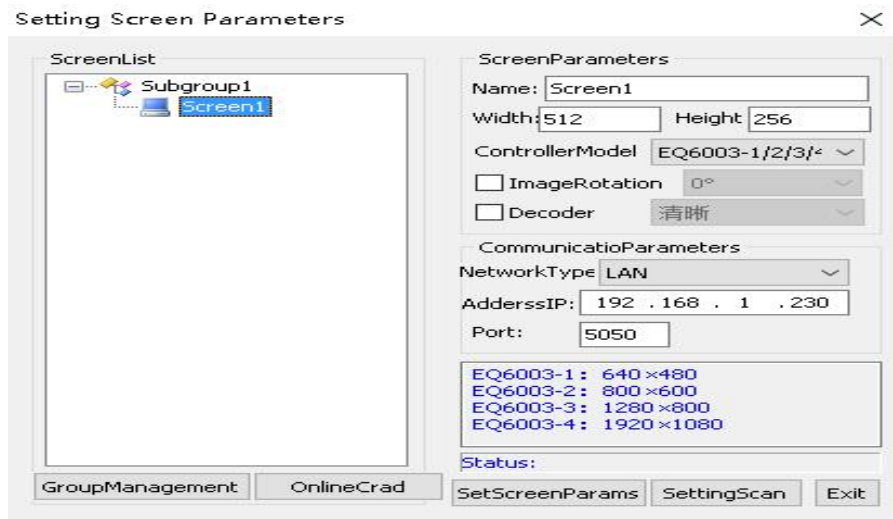 Setting Screen Parameters
ScreenList
Subgroup1
Screen1
GroupManagement
OnlineCrad
ScreenParameters
Name: Screen1
Width: 512 Height 256
ControllerModel EQ6003-1/2/3/4
ImageRotation 0°
Decoder 清晰
CommunicatioParameters
NetworkType LAN
AdderssIP: 192 .168 . 1 .230
Port: 5050
EQ6003-1: 640×480
EQ6003-2: 800×600
EQ6003-3: 1280×800
EQ6003-4: 1920×1080
Status:
SetScreenParams SettingScan Exit